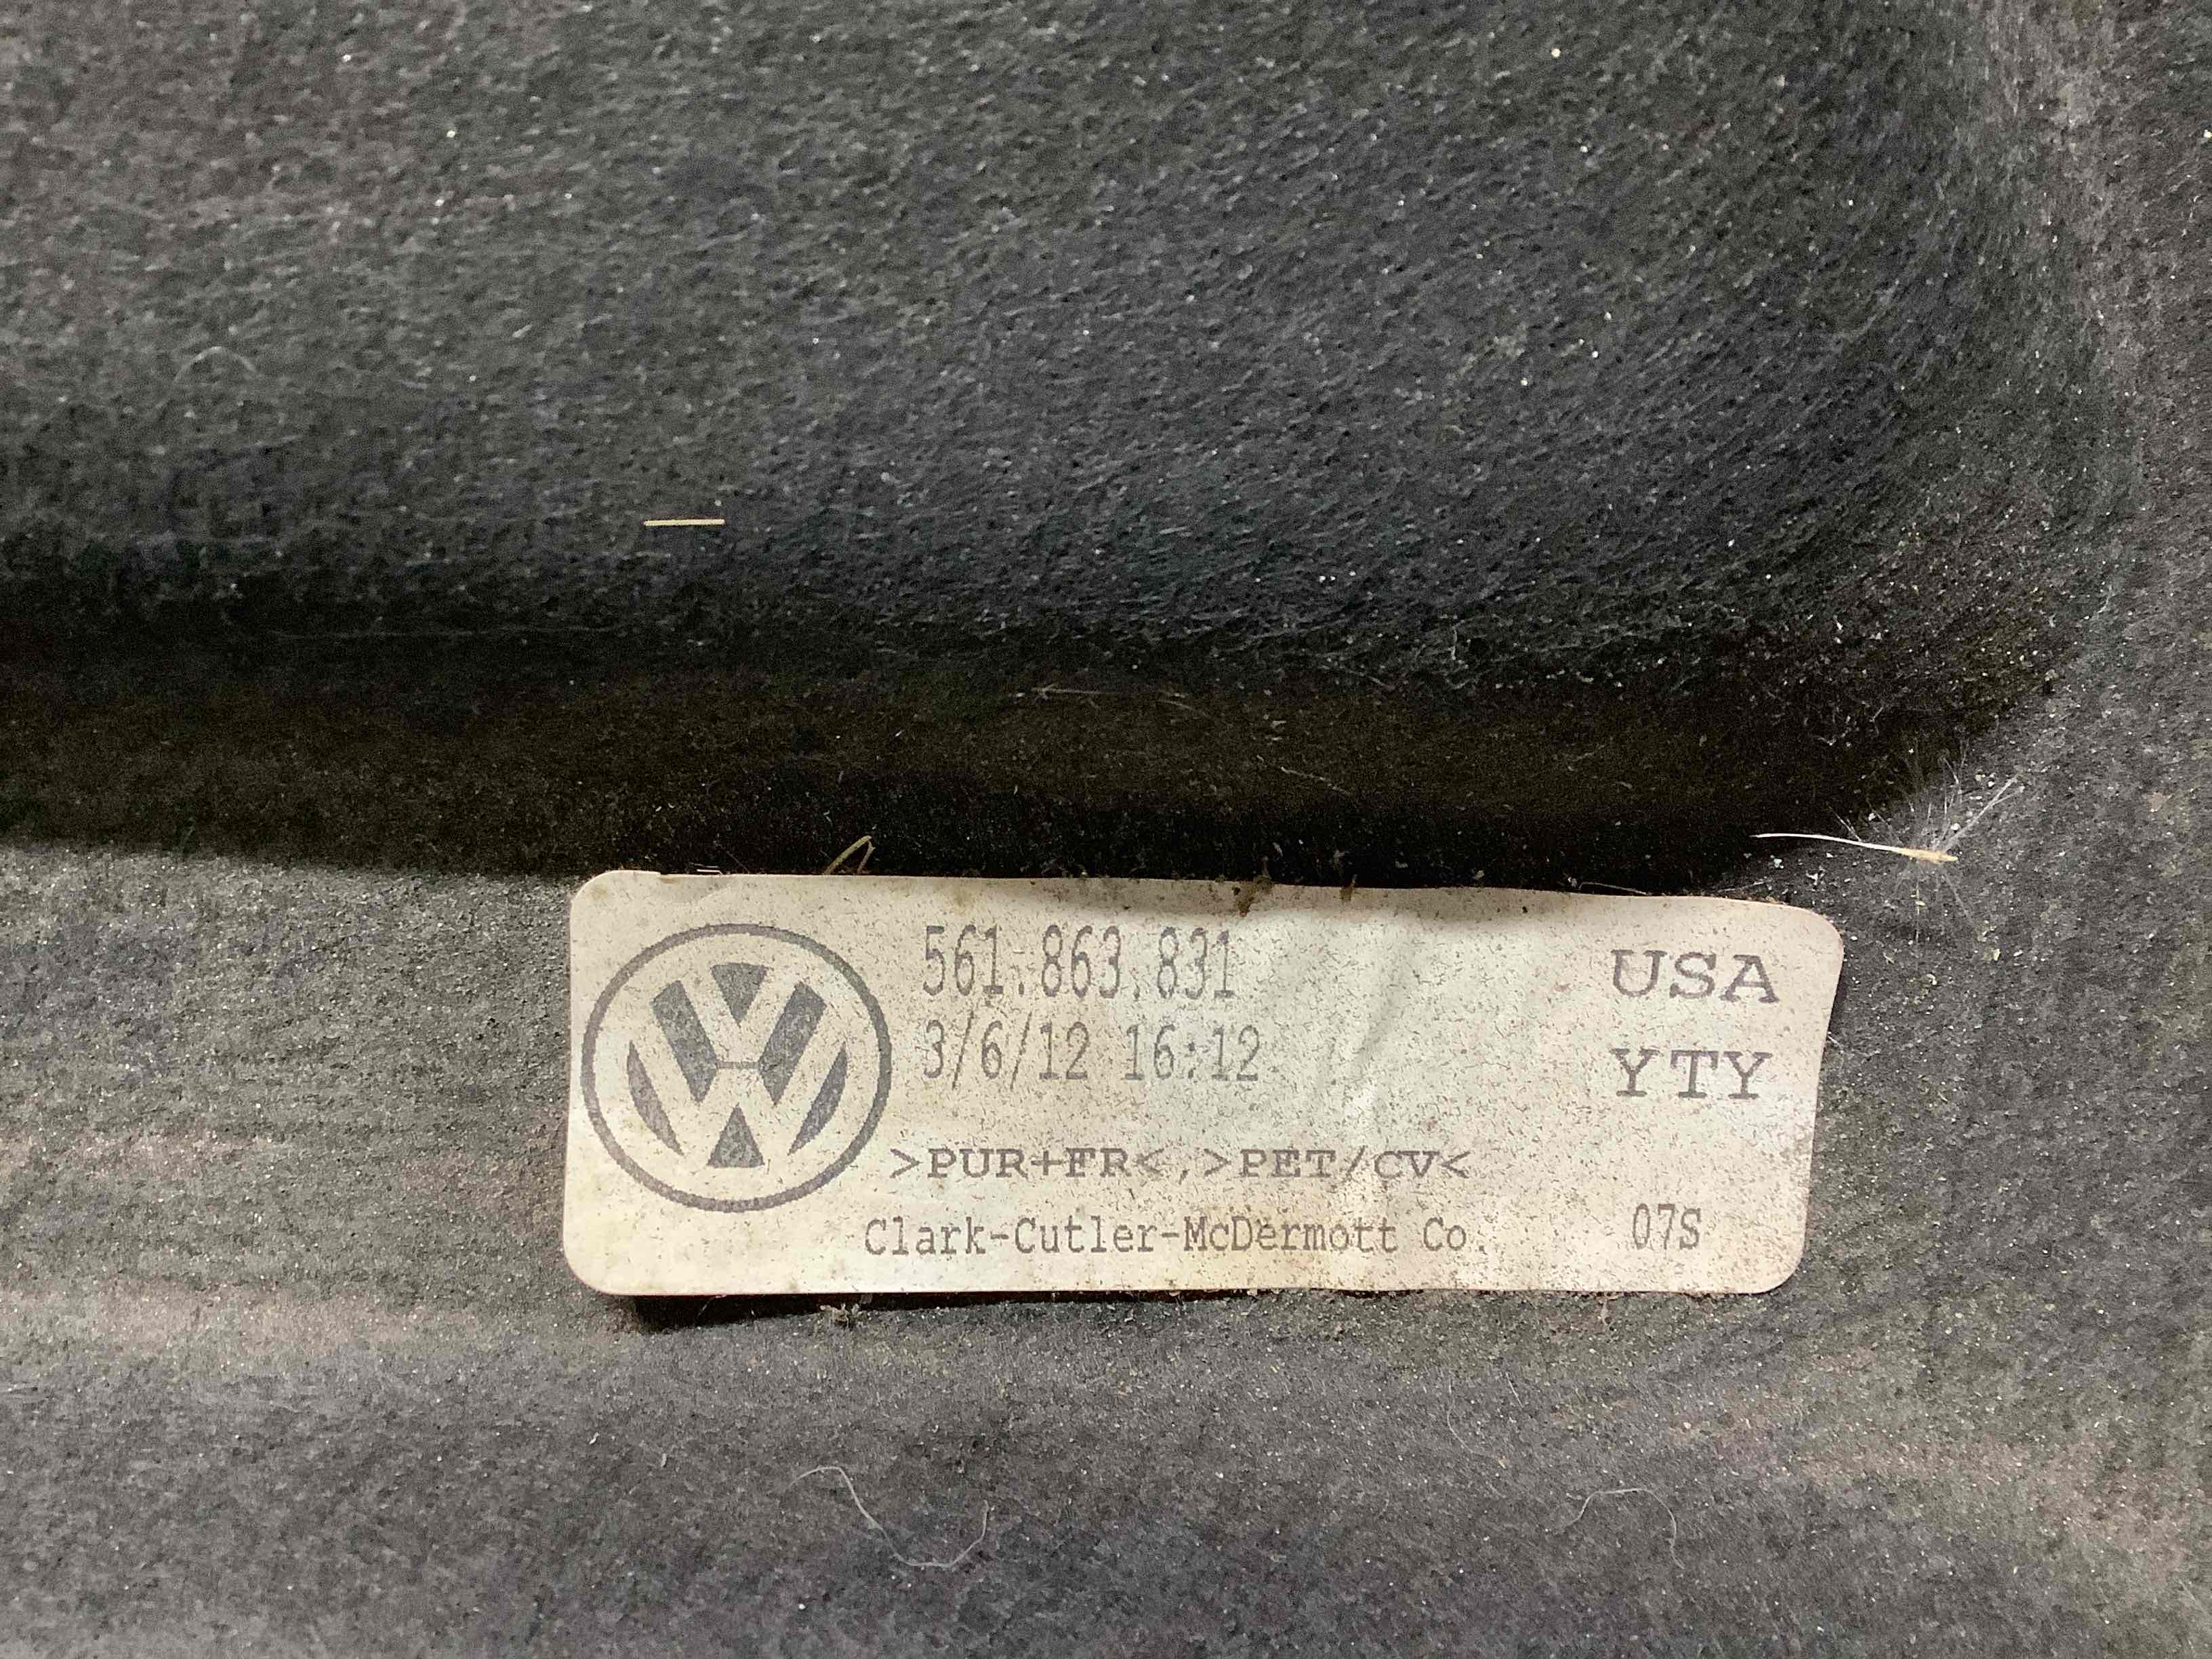 561.863.831 USA
3/6/12 16:12 YTY
>PUR+FR<,>PET/CV<
Clark-Cutler-McDermott Co. 07S